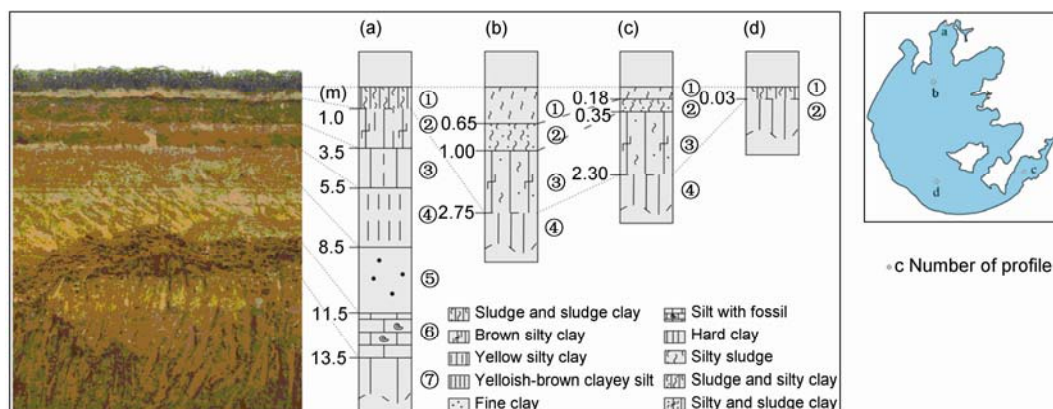 (a)
(b)
(c)
(d)
(m)
1.0
3.5
5.5
8.5
11.5
13.5
①
②
③
④
⑤
⑥
⑦
0.65
1.00
2.75
①
②
③
④
0.18
0.35
2.30
①
②
③
④
0.03
①
②
Sludge and sludge clay
Brown silty clay
Yellow silty clay
Yelloish-brown clayey silt
Fine clay
Silt with fossil
Hard clay
Silty sludge
Sludge and silty clay
Silty and sludge clay
a
b
c
d
c Number of profile